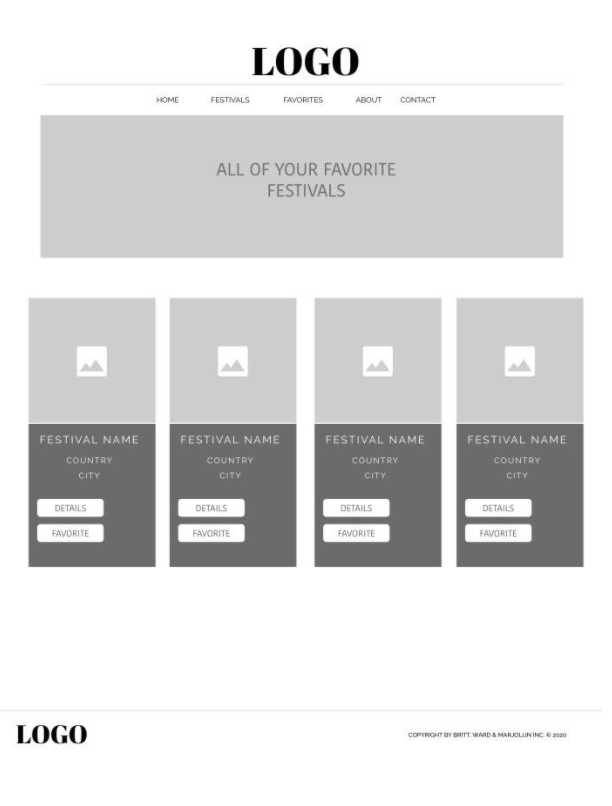 LOGO
HOME FESTIVALS FAVORITES ABOUT CONTACT
ALL OF YOUR FAVORITE
FESTIVALS
FESTIVAL NAME
COUNTRY
CITY
DETAILS
FAVORITE
FESTIVAL NAME
COUNTRY
CITY
DETAILS
FAVORITE
FESTIVAL NAME
COUNTRY
CITY
DETAILS
FAVORITE
FESTIVAL NAME
COUNTRY
CITY
DETAILS
FAVORITE
LOGO
COPYRIGHT BY BRITT, WARD & MARJOLIJN INC. © 2020